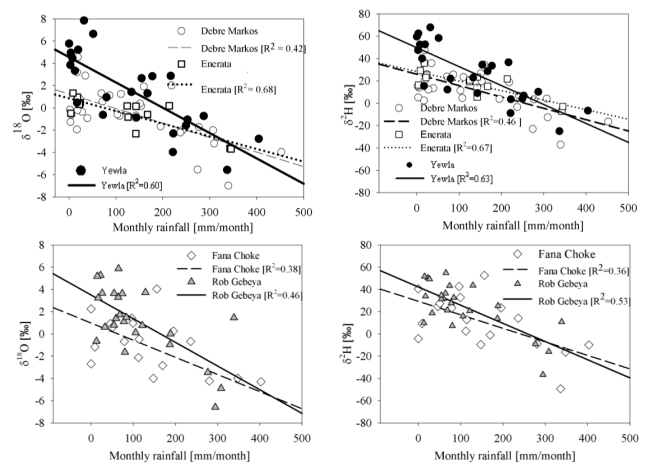 8
6
4
2
0
-2
-4
-6
-8
δ 18 O [‰]
Debre Markos
Debre Markos [R² = 0.42]
Enerata
Enerata [R² = 0.68]
Yewla
Yewla [R²=0.60]
0 100 200 300 400 500
Monthly rainfall [mm/month]
100
80
60
40
20
0
-20
-40
-60
-80
δ²H [‰]
Debre Markos
Debre Markos [R²=0.46 ]
Enerata
Enerata [R²=0.67]
Yewla
Yewla [R²=0.63]
0 100 200 300 400 500
Monthly rainfall [mm/month]
8
6
4
2
0
-2
-4
-6
-8
δ¹⁸O [‰]
Fana Choke
Fana Choke [R²=0.38]
Rob Gebeya
Rob Gebeya [R²=0.46]
0 100 200 300 400 500
Monthly rainfall [mm/month]
80
60
40
20
0
-20
-40
-60
-80
δ²H [‰]
Fana Choke
Fana Choke [R²=0.36]
Rob Gebeya
Rob Gebeya [R²=0.53]
0 100 200 300 400 500
Monthly rainfall [mm/month]